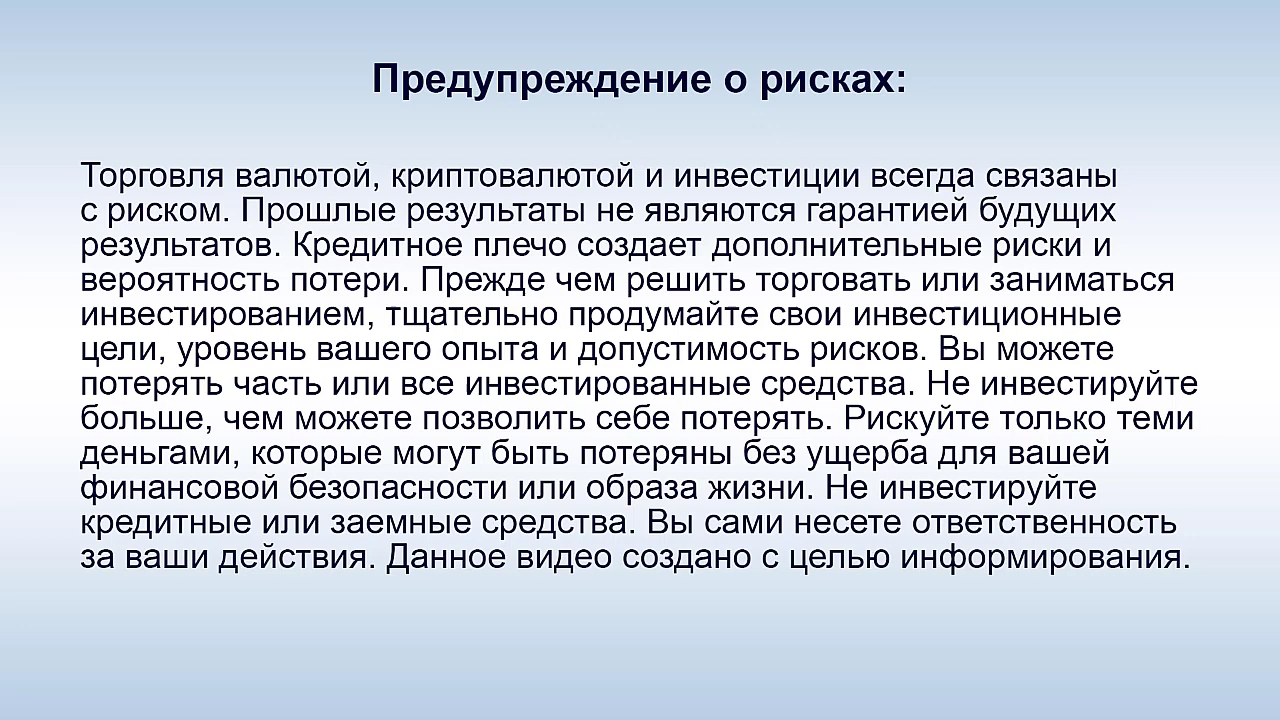 Предупреждение о рисках:
Торговля валютой, криптовалютой и инвестиции всегда связаны
с риском. Прошлые результаты не являются гарантией будущих
результатов. Кредитное плечо создает дополнительные риски и
вероятность потери. Прежде чем решить торговать или заниматься
инвестированием, тщательно продумайте свои инвестиционные
цели, уровень вашего опыта и допустимость рисков. Вы можете
потерять часть или все инвестированные средства. Не инвестируйте
больше, чем можете позволить себе потерять. Рискуйте только теми
деньгами, которые могут быть потеряны без ущерба для вашей
финансовой безопасности или образа жизни. Не инвестируйте
кредитные или заемные средства. Вы сами несете ответственность
за ваши действия. Данное видео создано с целью информирования.